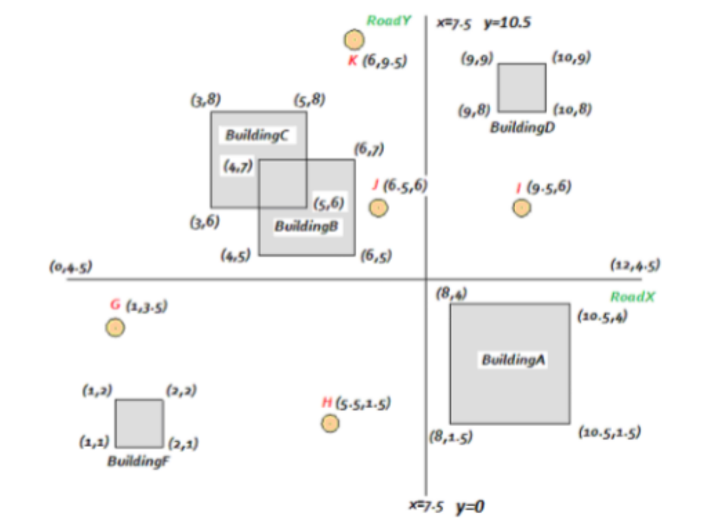 RoadY
x=7.5 y=10.5
K (6,9.5)
(9,9)
(10,9)
(9,8)
(10,8)
BuildingD
(3,8)
(5,8)
BuildingC
(4,7)
(6,7)
J (6.5,6)
I (9.5,6)
(5,6)
(3,6)
BuildingB
(4,5)
(6,5)
(0,4.5)
(12,4.5)
RoadX
(8,4)
(10.5,4)
G (1,3.5)
BuildingA
(1,2)
(2,2)
H (5.5,1.5)
(8,1.5)
(10.5,1.5)
(1,1)
(2,1)
BuildingF
x=7.5 y=0